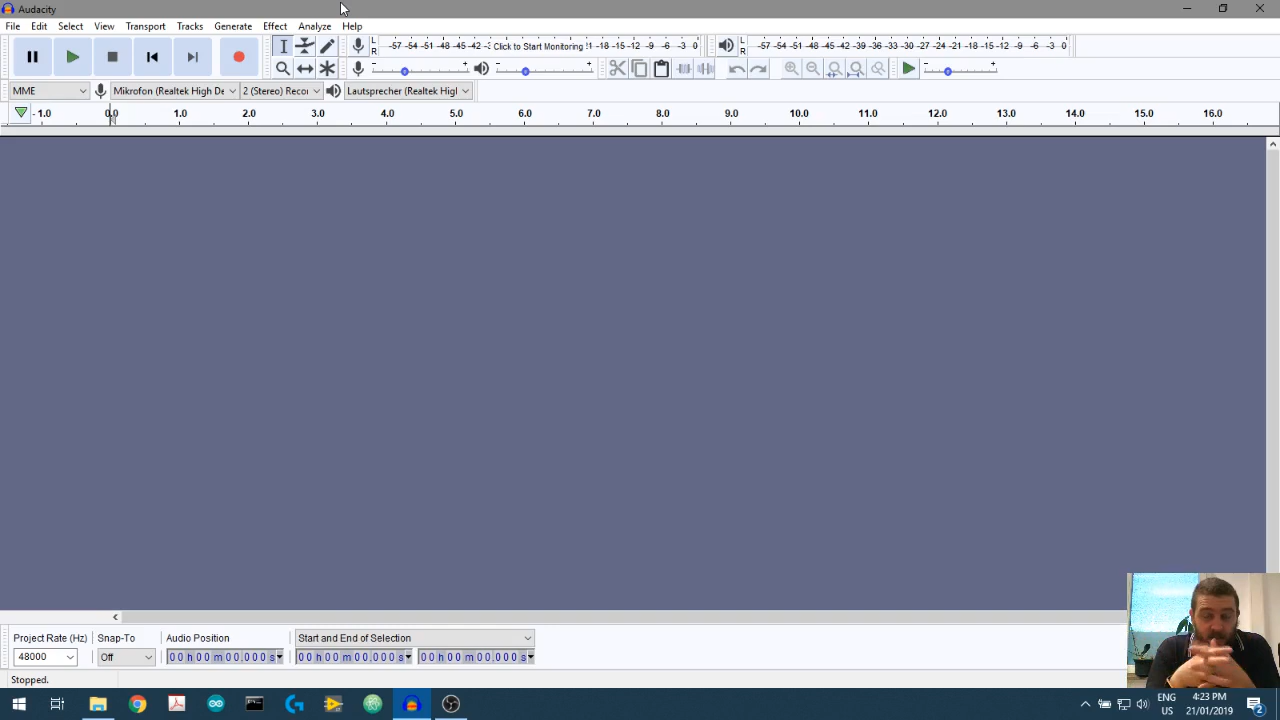 Audacity
File Edit Select View Transport Tracks Generate Effect Analyze Help
L R -57 -54 -51 -48 -45 -42 -3 Click to Start Monitoring !1 -18 -15 -12 -9 -6 -3 0
L R -57 -54 -51 -48 -45 -42 -39 -36 -33 -30 -27 -24 -21 -18 -15 -12 -9 -6 -3 0
- + - + - +
MME Mikrofon (Realtek High De 2 (Stereo) Recor Lautsprecher (Realtek High
- 1.0 0.0 1.0 2.0 3.0 4.0 5.0 6.0 7.0 8.0 9.0 10.0 11.0 12.0 13.0 14.0 15.0 16.0
Project Rate (Hz) Snap-To Audio Position Start and End of Selection
48000 Off 00 h 00 m 00.000 s 00 h 00 m 00.000 s 00 h 00 m 00.000 s
Stopped.
ENG 4:23 PM
US 21/01/2019 2